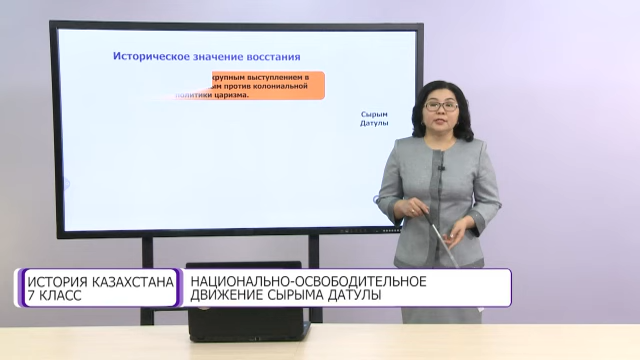 Историческое значение восстания
крупным выступлением в
против колониальной
политики царизма.
Сырым
Датулы
ИСТОРИЯ КАЗАХСТАНА
7 КЛАСС
НАЦИОНАЛЬНО-ОСВОБОДИТЕЛЬНОЕ
ДВИЖЕНИЕ СЫРЫМА ДАТУЛЫ